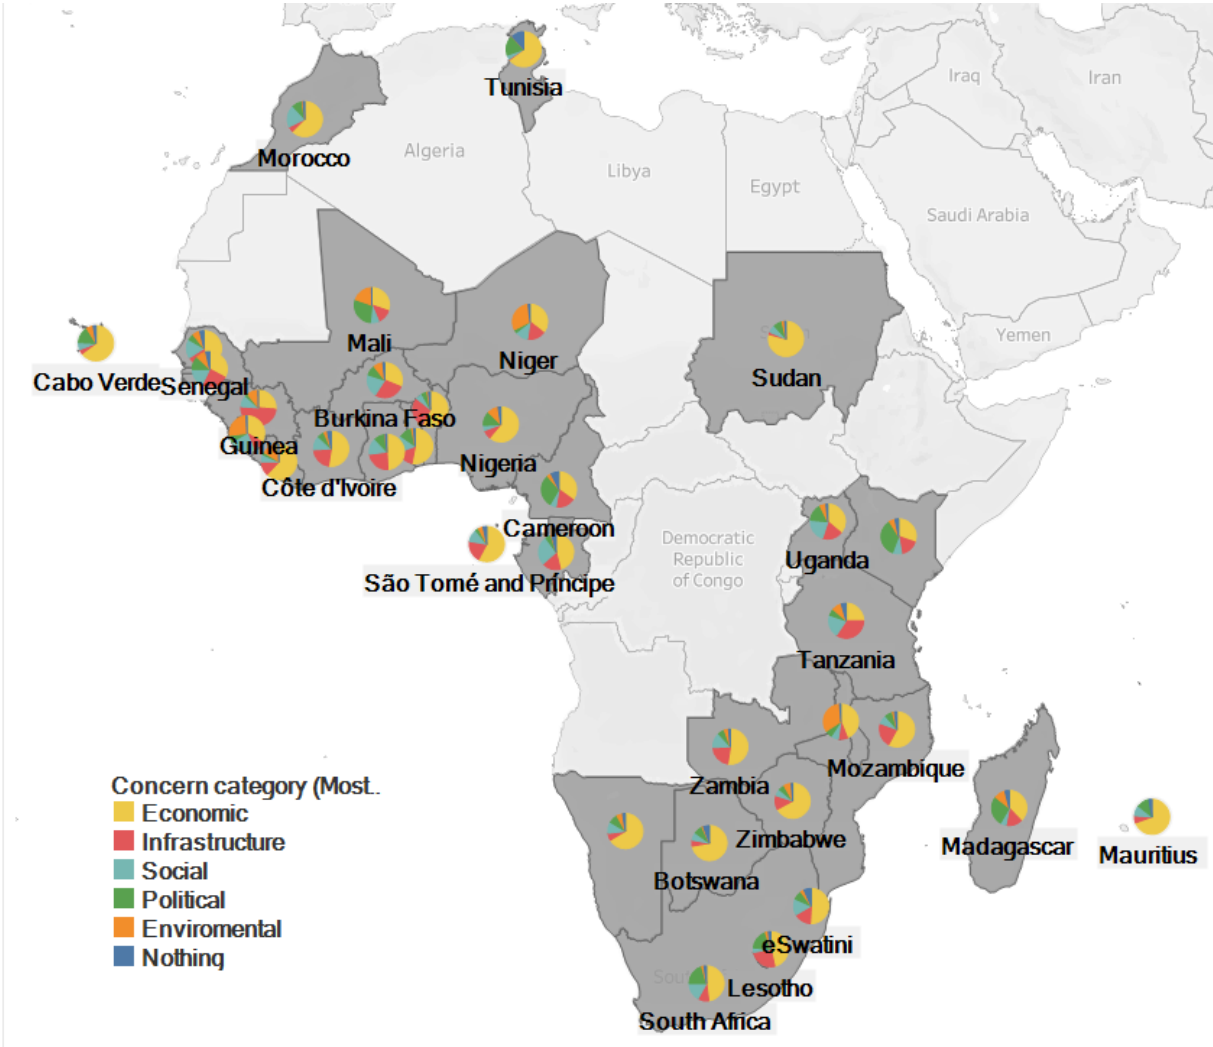 Tunisia
Iraq
Iran
Morocco
Algeria
Libya
Egypt
Saudi Arabia
Yemen
Mali
Niger
Sudan
Cabo Verde
Senegal
Burkina Faso
Guinea
Nigeria
Côte d'Ivoire
Cameroon
São Tomé and Príncipe
Democratic
Republic
of Congo
Uganda
Tanzania
Mozambique
Zambia
Zimbabwe
Madagascar
Mauritius
Botswana
eSwatini
Lesotho
South Africa
Concern category (Most..
Economic
Infrastructure
Social
Political
Enviromental
Nothing